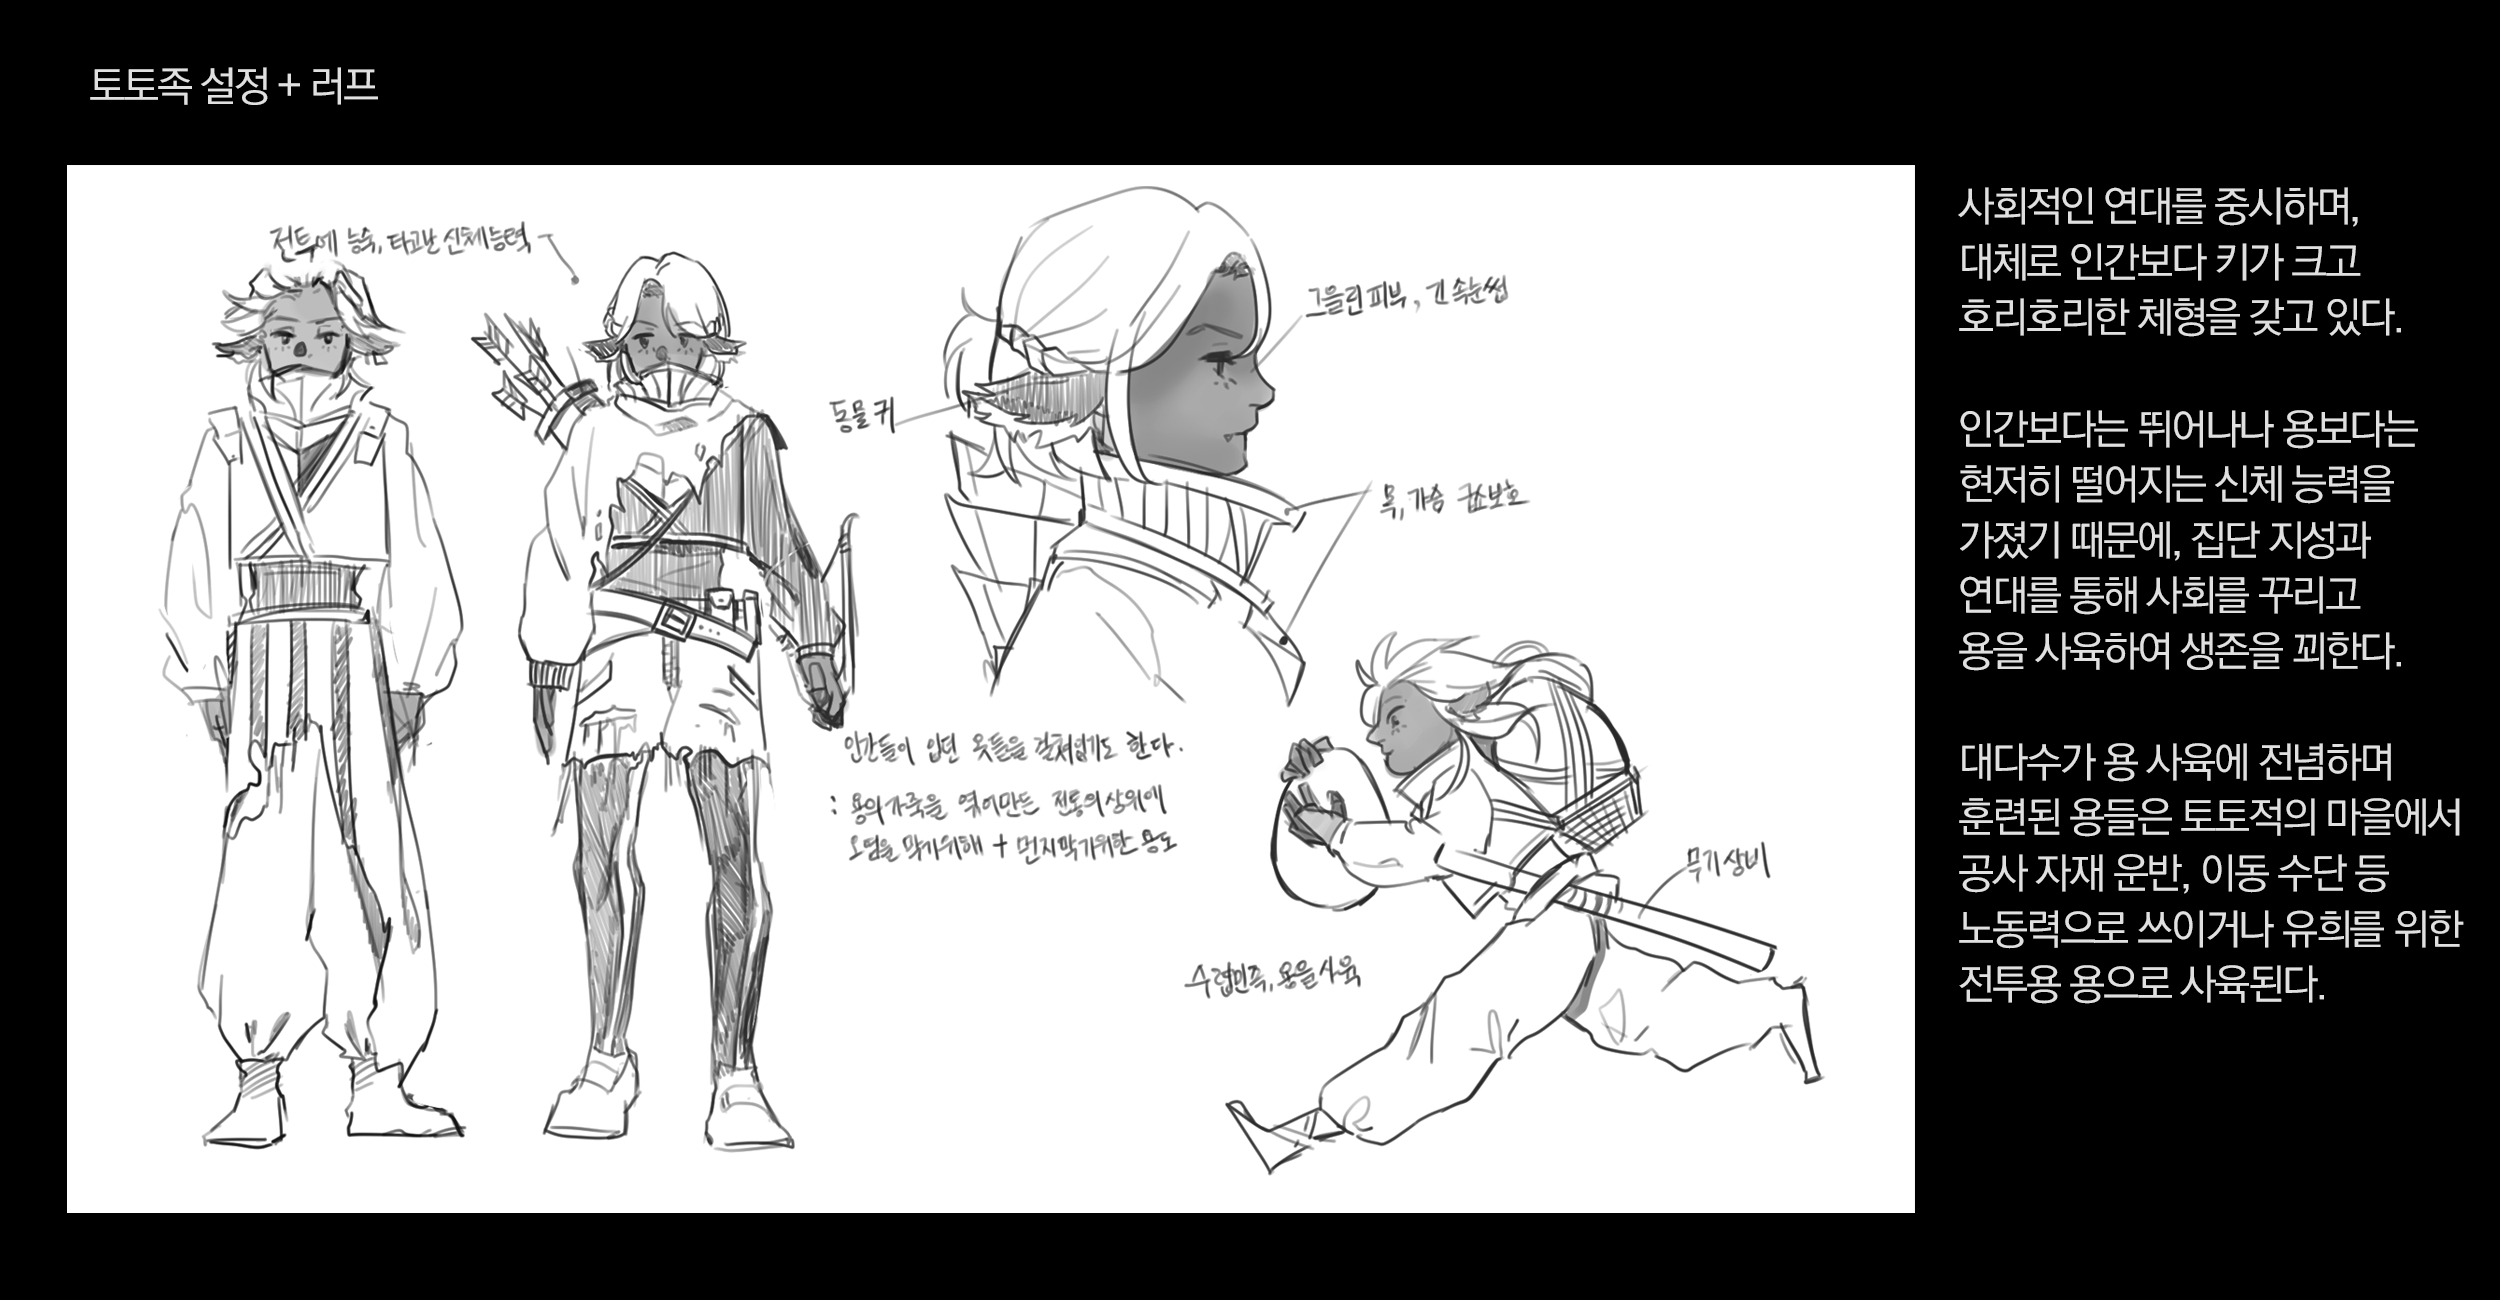 토토족 설정 + 러프
전투에 능숙, 타고난 신체능력
그을린 피부, 긴 속눈썹
동물 귀
목, 가슴 급소보호
인간들이 입던 옷들을 걸쳐입기도 한다.
: 용의 가죽을 엮어만든 전통의상위에
오염을 막기위해 + 먼지막기위한 용도
무기 상비
수렵민족, 용을 사육
사회적인 연대를 중시하며,
대체로 인간보다 키가 크고
호리호리한 체형을 갖고 있다.
인간보다는 뛰어나나 용보다는
현저히 떨어지는 신체 능력을
가졌기 때문에, 집단 지성과
연대를 통해 사회를 꾸리고
용을 사육하여 생존을 꾀한다.
대다수가 용 사육에 전념하며
훈련된 용들은 토토적의 마을에서
공사 자재 운반, 이동 수단 등
노동력으로 쓰이거나 유희를 위한
전투용 용으로 사육된다.